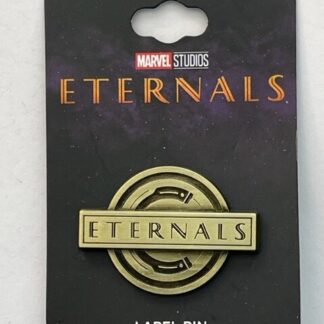 MARVEL STUDIOS
ETERNALS
ETERNALS
LAPEL PIN